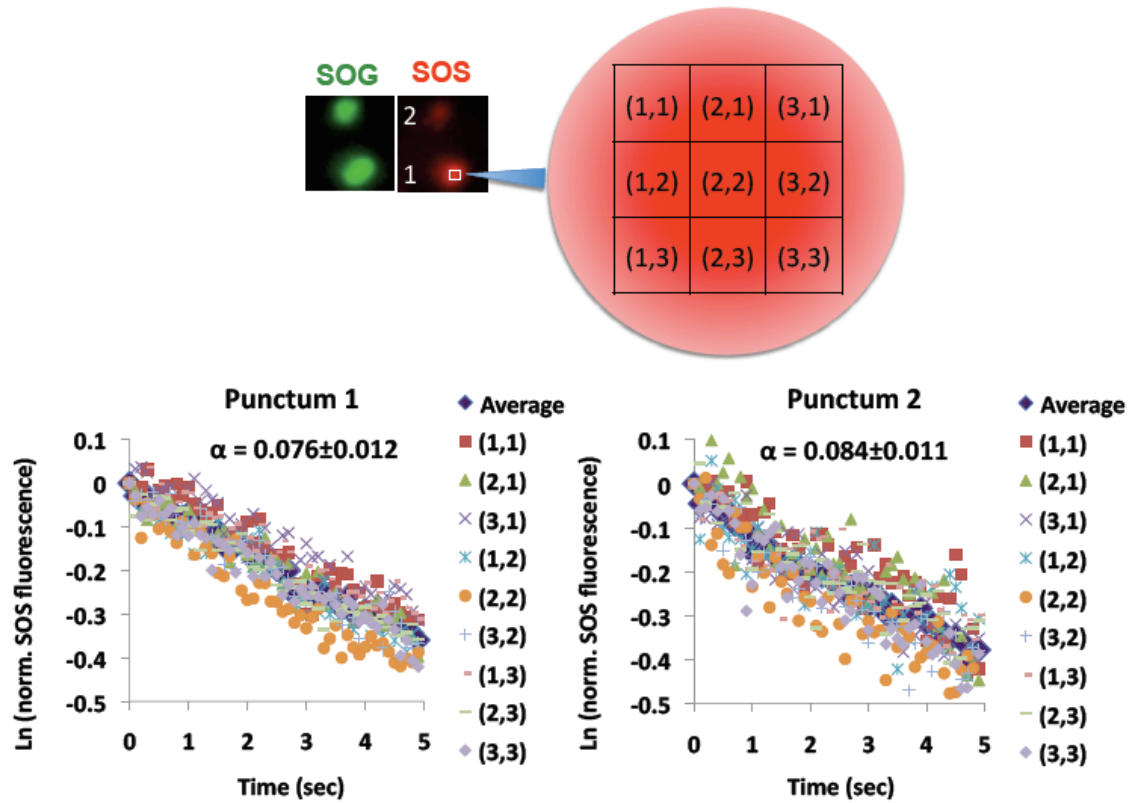 SOG SOS
2
1
(1,1) (2,1) (3,1)
(1,2) (2,2) (3,2)
(1,3) (2,3) (3,3)
Punctum 1
α = 0.076±0.012
Ln (norm. SOS fluorescence)
0.1
0
-0.1
-0.2
-0.3
-0.4
-0.5
0 1 2 3 4 5
Time (sec)
Average
(1,1)
(2,1)
(3,1)
(1,2)
(2,2)
(3,2)
(1,3)
(2,3)
(3,3)
Punctum 2
α = 0.084±0.011
Ln (norm. SOS fluorescence)
0.1
0
-0.1
-0.2
-0.3
-0.4
-0.5
0 1 2 3 4 5
Time (sec)
Average
(1,1)
(2,1)
(3,1)
(1,2)
(2,2)
(3,2)
(1,3)
(2,3)
(3,3)